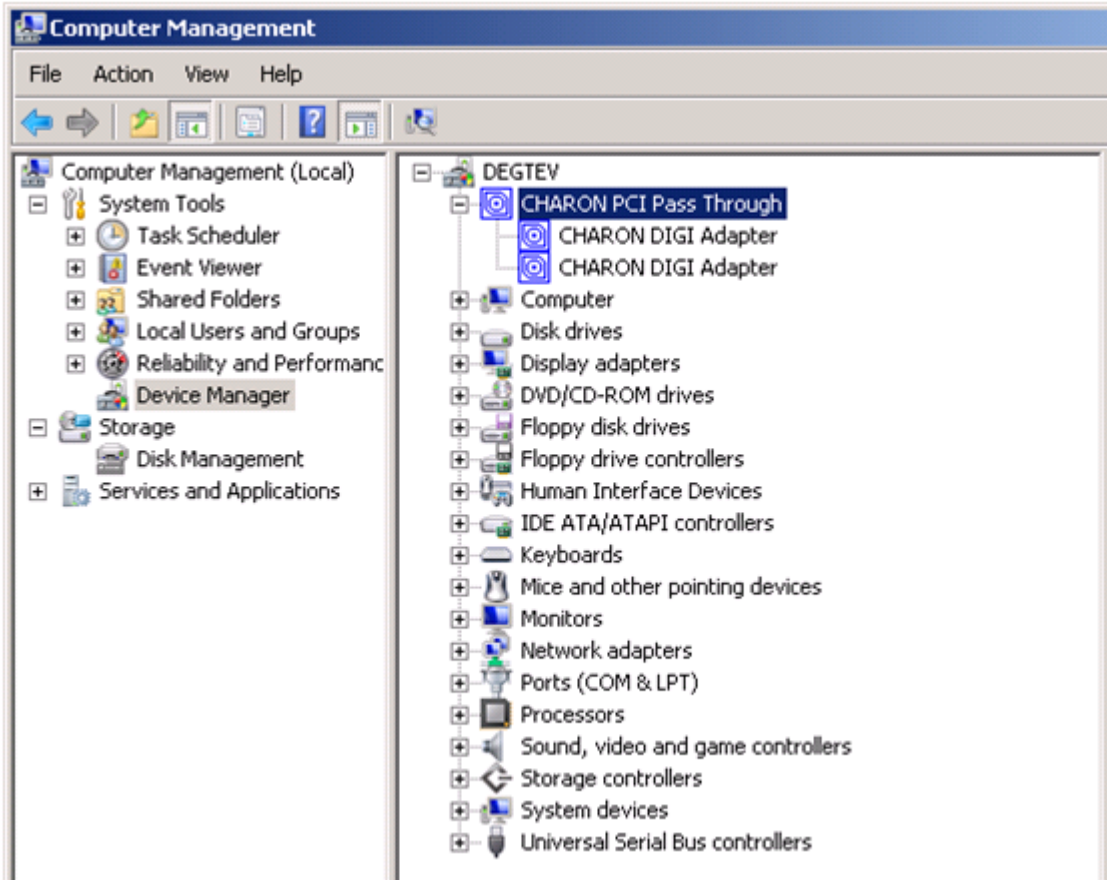 Computer Management
File Action View Help
Computer Management (Local)
System Tools
Task Scheduler
Event Viewer
Shared Folders
Local Users and Groups
Reliability and Performanc
Device Manager
Storage
Disk Management
Services and Applications
DEGTEV
CHARON PCI Pass Through
CHARON DIGI Adapter
CHARON DIGI Adapter
Computer
Disk drives
Display adapters
DVD/CD-ROM drives
Floppy disk drives
Floppy drive controllers
Human Interface Devices
IDE ATA/ATAPI controllers
Keyboards
Mice and other pointing devices
Monitors
Network adapters
Ports (COM & LPT)
Processors
Sound, video and game controllers
Storage controllers
System devices
Universal Serial Bus controllers